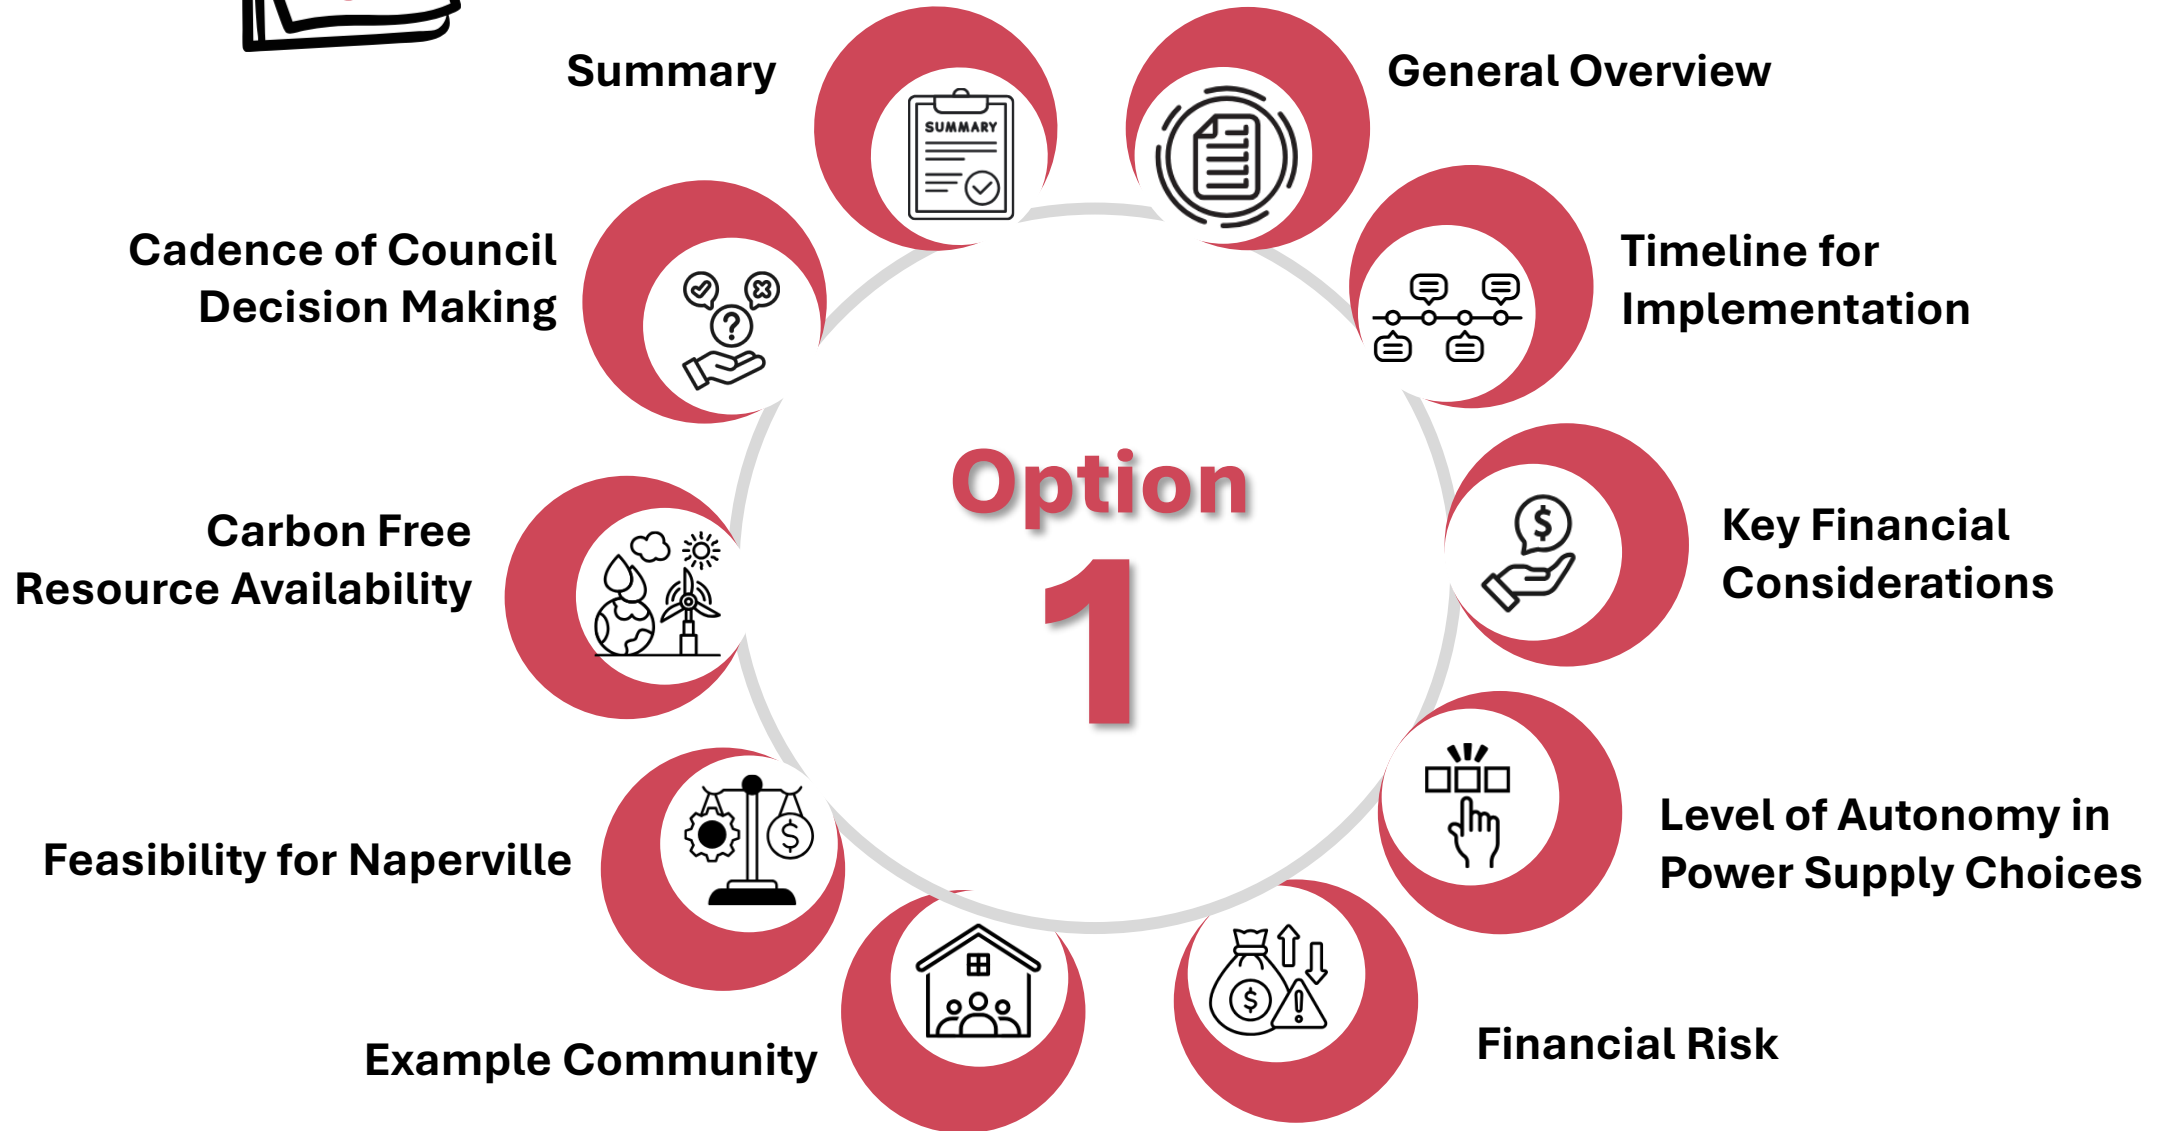 Summary
SUMMARY
General Overview
Cadence of Council
Decision Making
?
Timeline for
Implementation
Option
1
Carbon Free
Resource Availability
$
Key Financial
Considerations
Feasibility for Naperville
$
Level of Autonomy in
Power Supply Choices
Example Community
$
!
Financial Risk